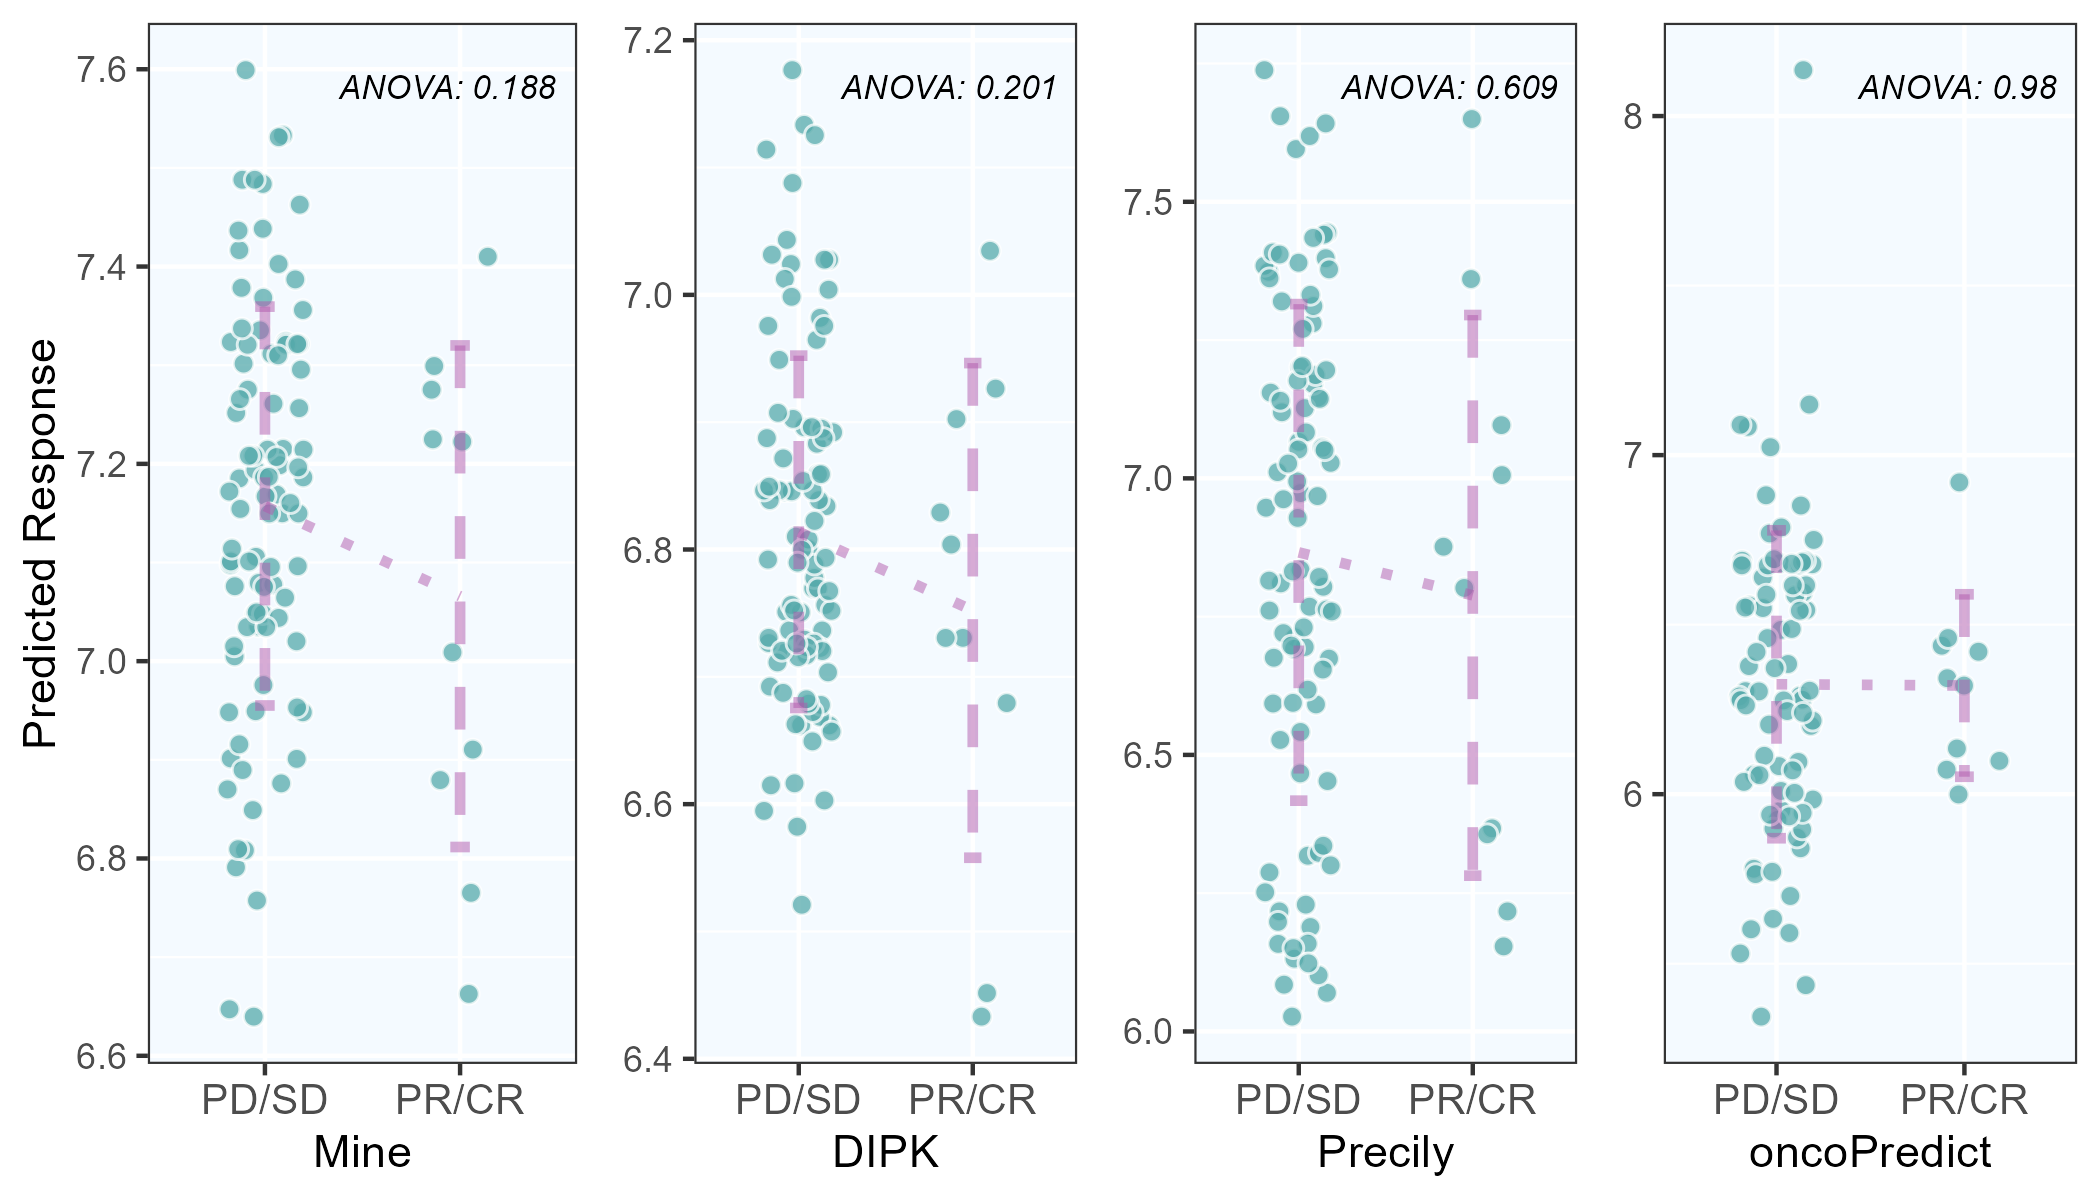 Predicted Response
7.6
7.4
7.2
7.0
6.8
6.6
ANOVA: 0.188
PD/SD PR/CR
Mine
7.2
7.0
6.8
6.6
6.4
ANOVA: 0.201
PD/SD PR/CR
DIPK
7.5
7.0
6.5
6.0
ANOVA: 0.609
PD/SD PR/CR
Precily
8
7
6
ANOVA: 0.98
PD/SD PR/CR
oncoPredict